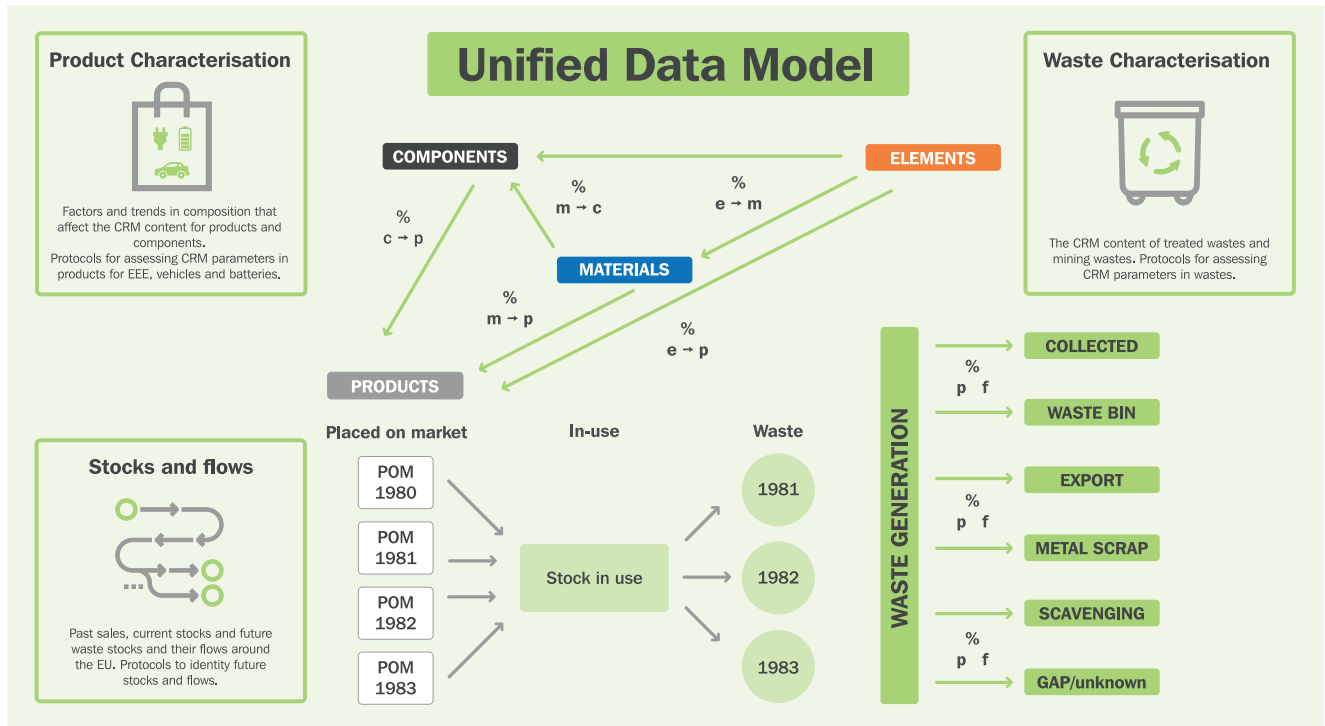 Unified Data Model
Product Characterisation
Factors and trends in composition that
affect the CRM content for products and
components.
Protocols for assessing CRM parameters in
products for EEE, vehicles and batteries.
Waste Characterisation
The CRM content of treated wastes and
mining wastes. Protocols for assessing
CRM parameters in wastes.
COMPONENTS
ELEMENTS
%
m → c
%
e → m
%
c → p
MATERIALS
%
m → p
%
e → p
PRODUCTS
Stocks and flows
...
Past sales, current stocks and future
waste stocks and their flows around
the EU. Protocols to identity future
stocks and flows.
Placed on market
In-use
Waste
POM
1980
POM
1981
POM
1982
POM
1983
Stock in use
1981
1982
1983
WASTE GENERATION
COLLECTED
%
p f
WASTE BIN
EXPORT
%
p f
METAL SCRAP
SCAVENGING
%
p f
GAP/unknown